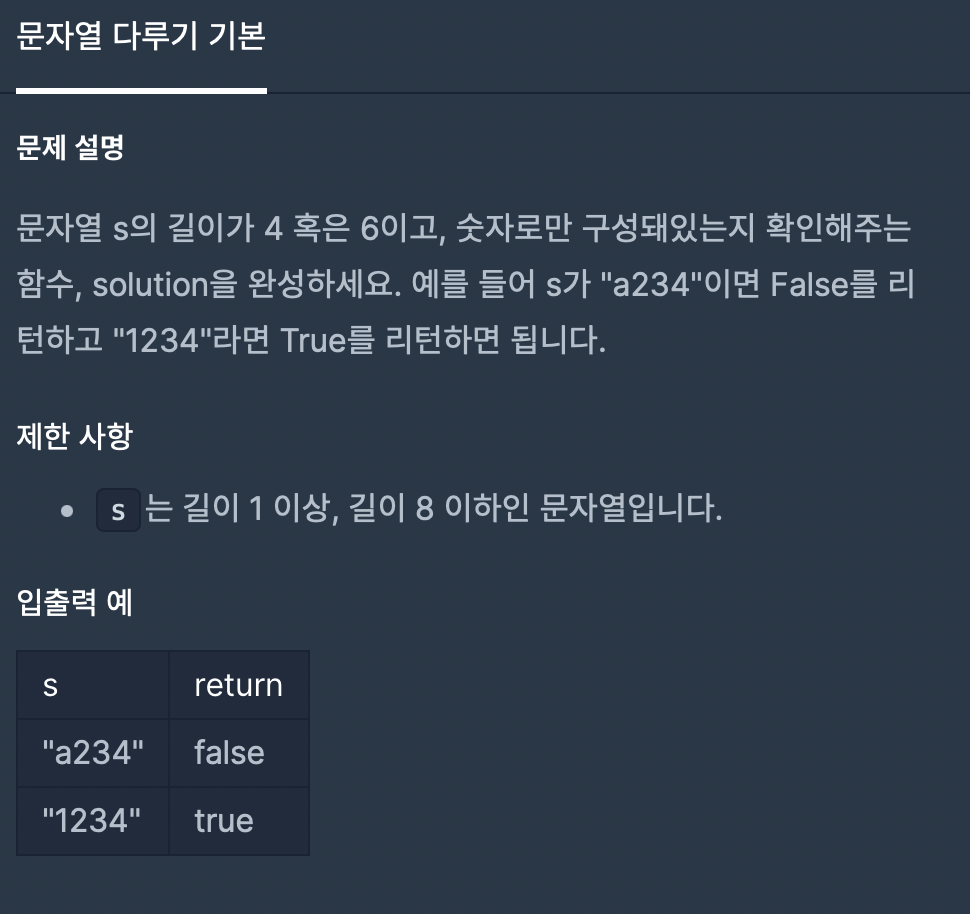 문자열 다루기 기본
문제 설명
문자열 s의 길이가 4 혹은 6이고, 숫자로만 구성돼있는지 확인해주는
함수, solution을 완성하세요. 예를 들어 s가 "a234"이면 False를 리
턴하고 "1234"라면 True를 리턴하면 됩니다.
제한 사항
• s는 길이 1 이상, 길이 8 이하인 문자열입니다.
입출력 예
s return
"a234" false
"1234" true